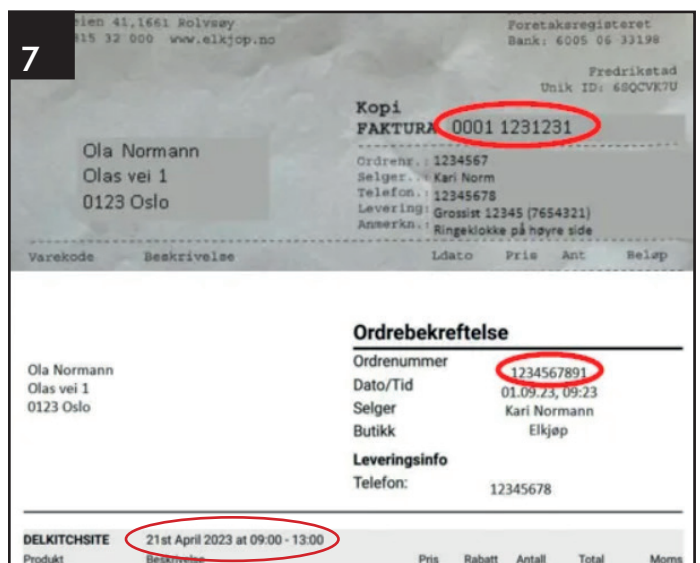 7
ien 41,1661 Rolvsøy
815 32 000 www.elkjop.no
Foretaksregisteret
Bank: 6005 06 33198
Fredrikstad
Unik ID: 6SQCVK7U
Kopi
FAKTURA 0001 1231231
Ola Normann
Olas vei 1
0123 Oslo
Ordrenr.: 1234567
Selger..: Kari Norm
Telefon.: 12345678
Levering: Grossist 12345 (7654321)
Anmerkn.: Ringeklokke på høyre side
Varekode Beskrivelse Ldato Pris Ant Beløp
Ordrebekreftelse
Ola Normann
Olas vei 1
0123 Oslo
Ordrenummer 1234567891
Dato/Tid 01.09.23, 09:23
Selger Kari Normann
Butikk Elkjøp
Leveringsinfo
Telefon: 12345678
DELKITCHSITE 21st April 2023 at 09:00 - 13:00
Produkt Beskrivelse Pris Rabatt Antall Total Moms